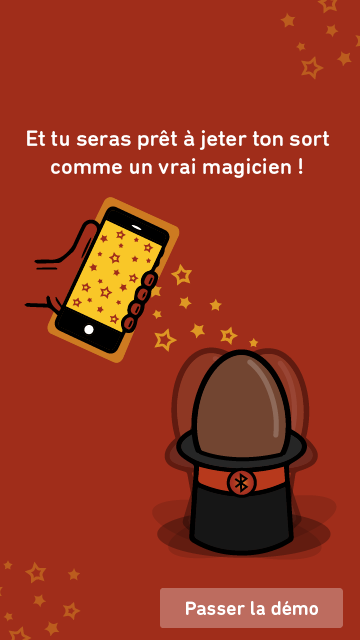 Et tu seras prêt à jeter ton sort
comme un vrai magicien !
Passer la démo